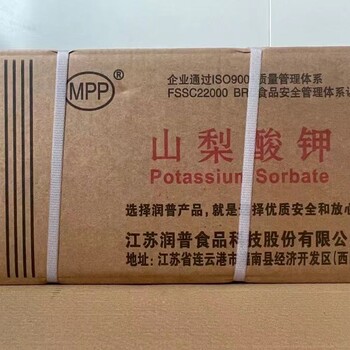 MPP®
企业通过ISO900 质量管理体系
FSSC22000 BR 食品安全管理体系
山梨酸钾
Potassium Sorbate
选择润普产品，就是选择优质安全和放心
江苏润普食品科技股份有限公
地址：江苏省连云港市灌南县经济开发区(西